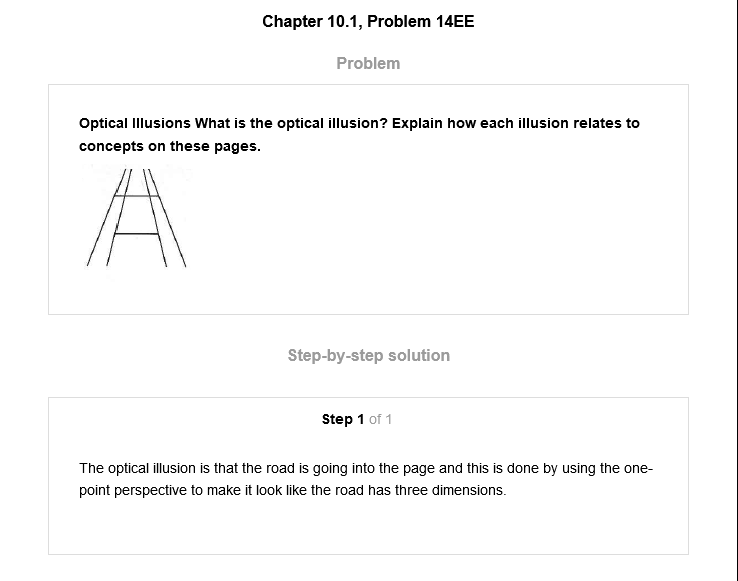 Chapter 10.1, Problem 14EE
Problem
Optical Illusions What is the optical illusion? Explain how each illusion relates to
concepts on these pages.
Step-by-step solution
Step 1 of 1
The optical illusion is that the road is going into the page and this is done by using the one-
point perspective to make it look like the road has three dimensions.